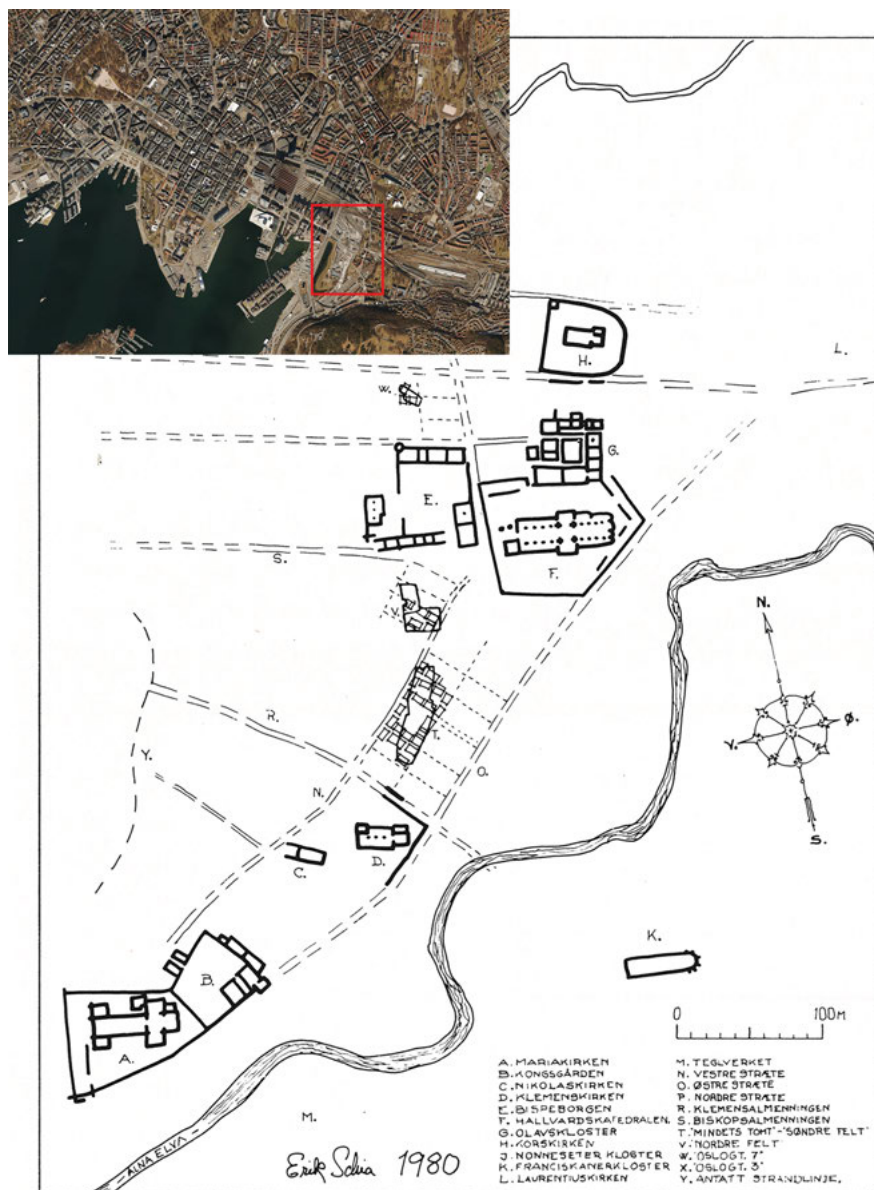 H.
L.
W.
G.
E.
F.
S.
V.
N.
Ø.
V.
S.
R.
T.
Y.
O.
N.
C.
D.
K.
B.
A.
0 100M
A. MARIAKIRKEN
B. KONGSGÅRDEN
C. NIKOLASKIRKEN
D. KLEMENSKIRKEN
E. BISPEBORGEN
F. HALLVARDSKATEDRALEN.
G. OLAVSKLOSTER
H. KORSKIRKEN
J. NONNESETER KLOSTER
K. FRANCISKANERKLOSTER
L. LAURENTIUSKIRKEN
M. TEGLVERKET
N. VESTRE STRÆTE
O. ØSTRE STRÆTE
P. NORDRE STRÆTE
R. KLEMENSALMENNINGEN
S. BISKOPSALMENNINGEN
T. "MINDETS TOMT"-"SØNDRE FELT"
V. "NORDRE FELT"
W. "OSLOGT. 7"
X. "OSLOGT. 3"
Y. ANTATT STRANDLINJE.
M.
ALNA ELVA
Erik Schia 1980